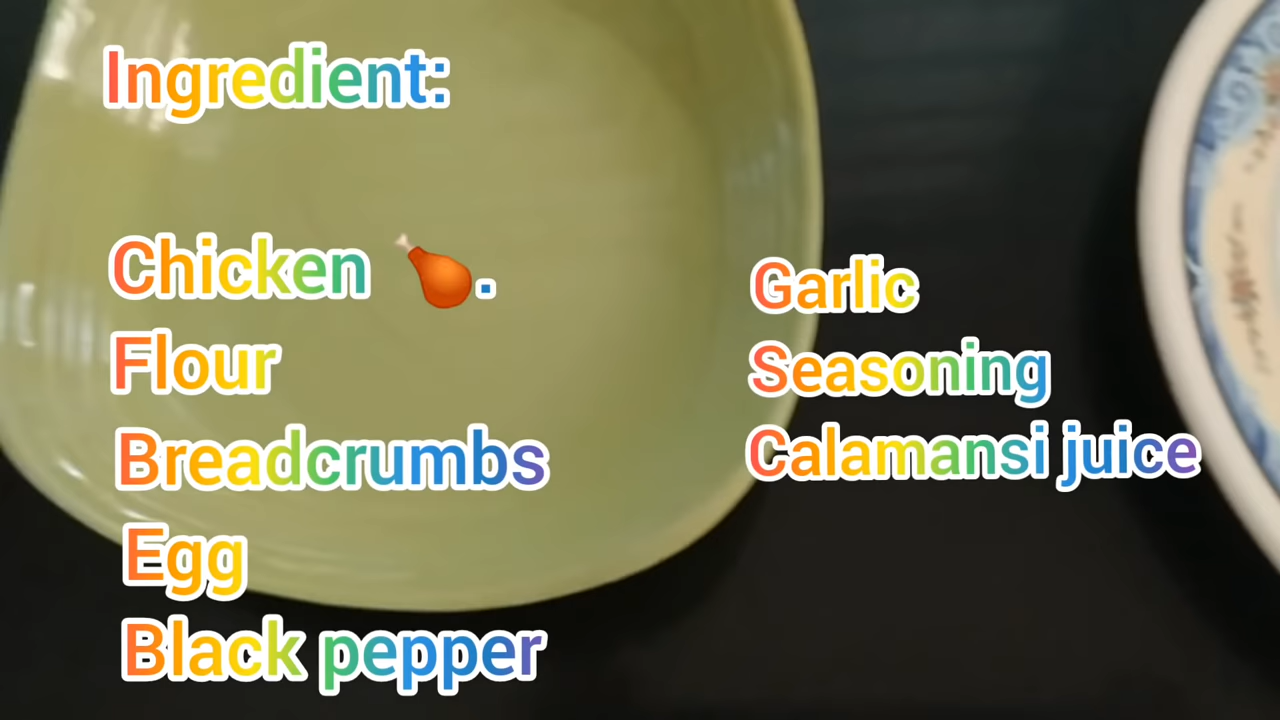 Ingredient:
Chicken 🍗.
Flour
Breadcrumbs
Egg
Black pepper
Garlic
Seasoning
Calamansi juice